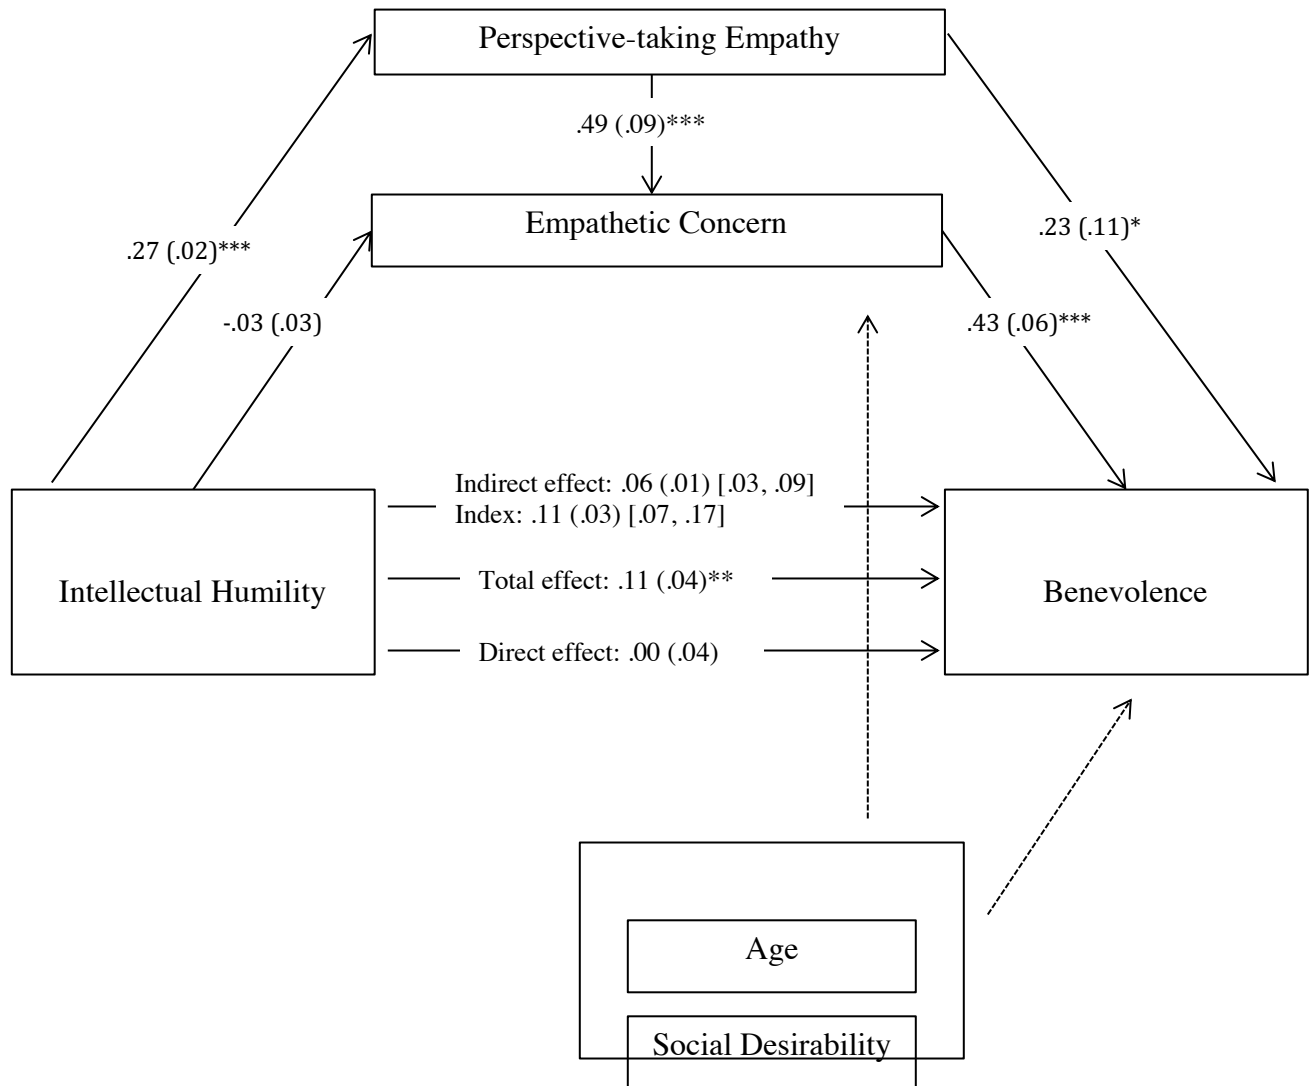 Perspective-taking Empathy
.49 (.09)***
Empathetic Concern
.27 (.02)***
.23 (.11)*
-.03 (.03)
.43 (.06)***
Indirect effect: .06 (.01) [.03, .09]
Index: .11 (.03) [.07, .17]
Total effect: .11 (.04)**
Intellectual Humility
Benevolence
Direct effect: .00 (.04)
Age
Social Desirability